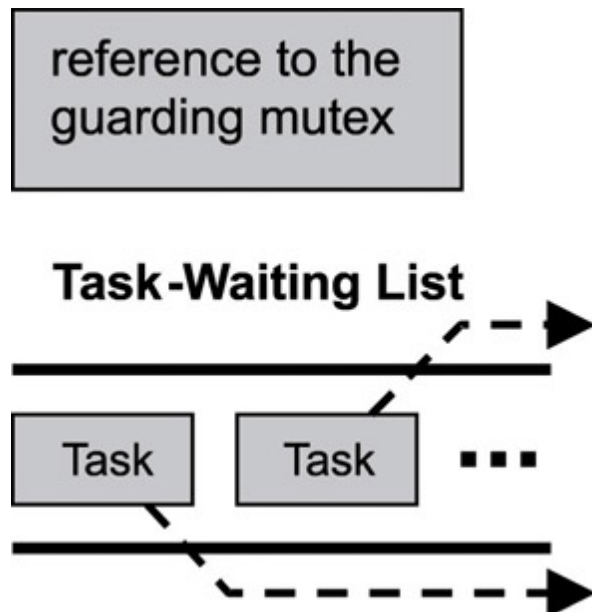 reference to the
guarding mutex
Task-Waiting List
Task Task